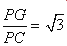 PG/PC = √3